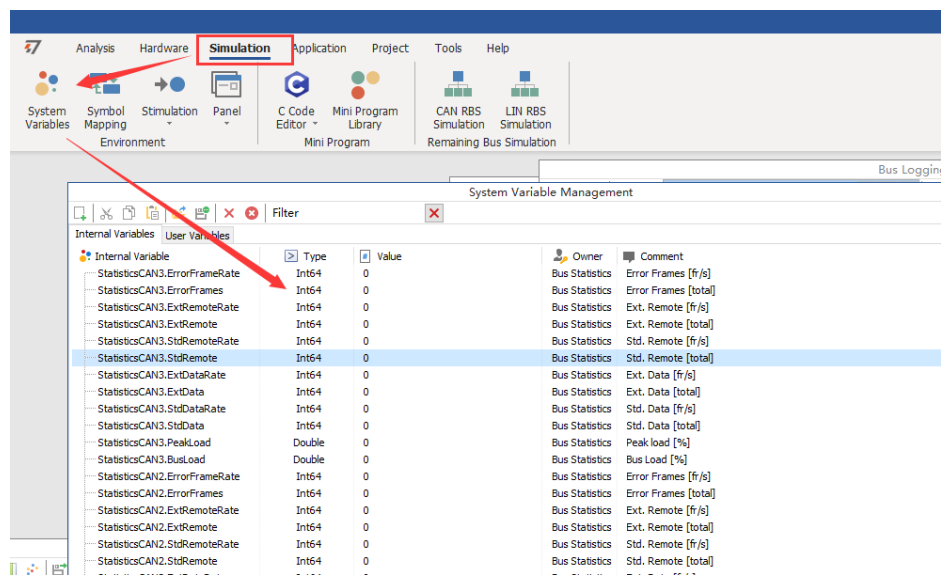 Analysis Hardware Simulation Application Project Tools Help
System Variables
Symbol Mapping
Stimulation
Panel
C Code Editor
Mini Program Library
CAN RBS Simulation
LIN RBS Simulation
Environment Mini Program Remaining Bus Simulation
Bus Logging
System Variable Management
Filter
Internal Variables User Variables
Internal Variable Type Value Owner Comment
StatisticsCAN3.ErrorFrameRate Int64 0 Bus Statistics Error Frames [fr/s]
StatisticsCAN3.ErrorFrames Int64 0 Bus Statistics Error Frames [total]
StatisticsCAN3.ExtRemoteRate Int64 0 Bus Statistics Ext. Remote [fr/s]
StatisticsCAN3.ExtRemote Int64 0 Bus Statistics Ext. Remote [total]
StatisticsCAN3.StdRemoteRate Int64 0 Bus Statistics Std. Remote [fr/s]
StatisticsCAN3.StdRemote Int64 0 Bus Statistics Std. Remote [total]
StatisticsCAN3.ExtDataRate Int64 0 Bus Statistics Ext. Data [fr/s]
StatisticsCAN3.ExtData Int64 0 Bus Statistics Ext. Data [total]
StatisticsCAN3.StdDataRate Int64 0 Bus Statistics Std. Data [fr/s]
StatisticsCAN3.StdData Int64 0 Bus Statistics Std. Data [total]
StatisticsCAN3.PeakLoad Double 0 Bus Statistics Peak load [%]
StatisticsCAN3.BusLoad Double 0 Bus Statistics Bus Load [%]
StatisticsCAN2.ErrorFrameRate Int64 0 Bus Statistics Error Frames [fr/s]
StatisticsCAN2.ErrorFrames Int64 0 Bus Statistics Error Frames [total]
StatisticsCAN2.ExtRemoteRate Int64 0 Bus Statistics Ext. Remote [fr/s]
StatisticsCAN2.ExtRemote Int64 0 Bus Statistics Ext. Remote [total]
StatisticsCAN2.StdRemoteRate Int64 0 Bus Statistics Std. Remote [fr/s]
StatisticsCAN2.StdRemote Int64 0 Bus Statistics Std. Remote [total]